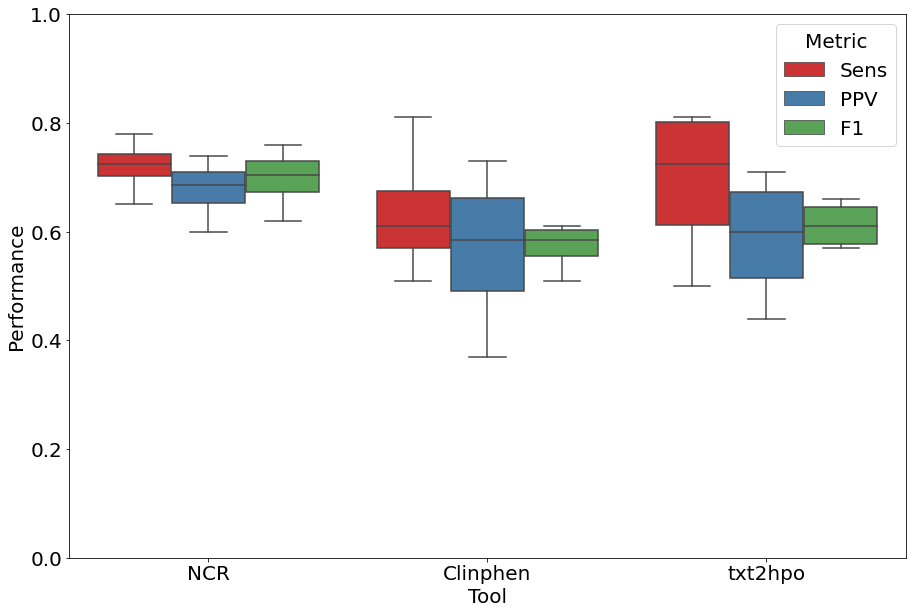 Performance
1.0
0.8
0.6
0.4
0.2
0.0
Metric
Sens
PPV
F1
NCR
Clinphen
txt2hpo
Tool